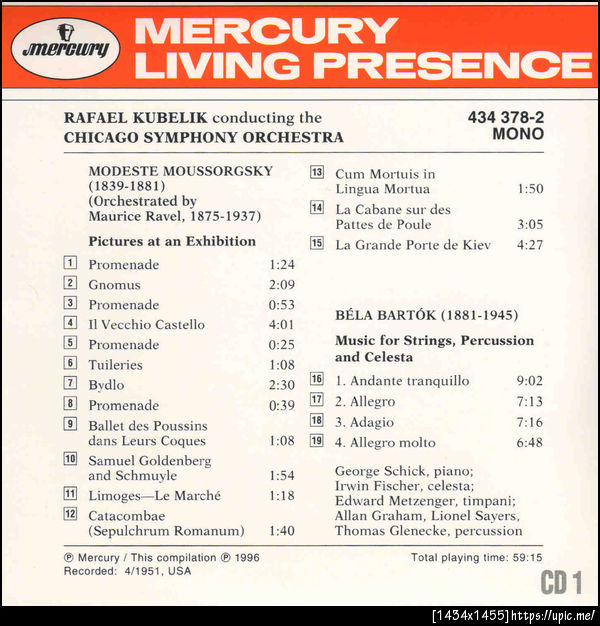 mercury
MERCURY
LIVING PRESENCE
RAFAEL KUBELIK conducting the
CHICAGO SYMPHONY ORCHESTRA
434 378-2
MONO
MODESTE MOUSSORGSKY
(1839-1881)
(Orchestrated by
Maurice Ravel, 1875-1937)
Pictures at an Exhibition
1 Promenade 1:24
2 Gnomus 2:09
3 Promenade 0:53
4 Il Vecchio Castello 4:01
5 Promenade 0:25
6 Tuileries 1:08
7 Bydlo 2:30
8 Promenade 0:39
9 Ballet des Poussins
dans Leurs Coques 1:08
10 Samuel Goldenberg
and Schmuyle 1:54
11 Limoges—Le Marché 1:18
12 Catacombae
(Sepulchrum Romanum) 1:40
13 Cum Mortuis in
Lingua Mortua 1:50
14 La Cabane sur des
Pattes de Poule 3:05
15 La Grande Porte de Kiev 4:27
BÉLA BARTÓK (1881-1945)
Music for Strings, Percussion
and Celesta
16 1. Andante tranquillo 9:02
17 2. Allegro 7:13
18 3. Adagio 7:16
19 4. Allegro molto 6:48
George Schick, piano;
Irwin Fischer, celesta;
Edward Metzenger, timpani;
Allan Graham, Lionel Sayers,
Thomas Glenecke, percussion
℗ Mercury / This compilation ℗ 1996
Recorded: 4/1951, USA
Total playing time: 59:15
CD 1
[1434x1455]https://upic.me/